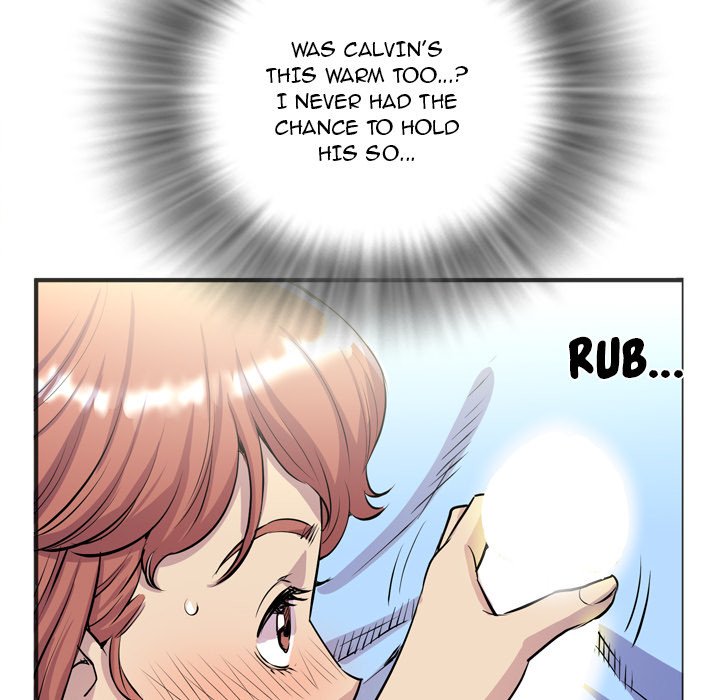 WAS CALVIN'S
THIS WARM TOO...?
I NEVER HAD THE
CHANCE TO HOLD
HIS SO...
RUB...